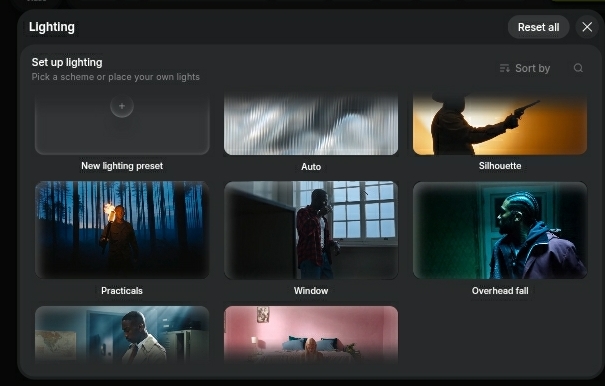 Lighting
Reset all
Set up lighting
Pick a scheme or place your own lights
Sort by
New lighting preset
Auto
Silhouette
Practicals
Window
Overhead fall